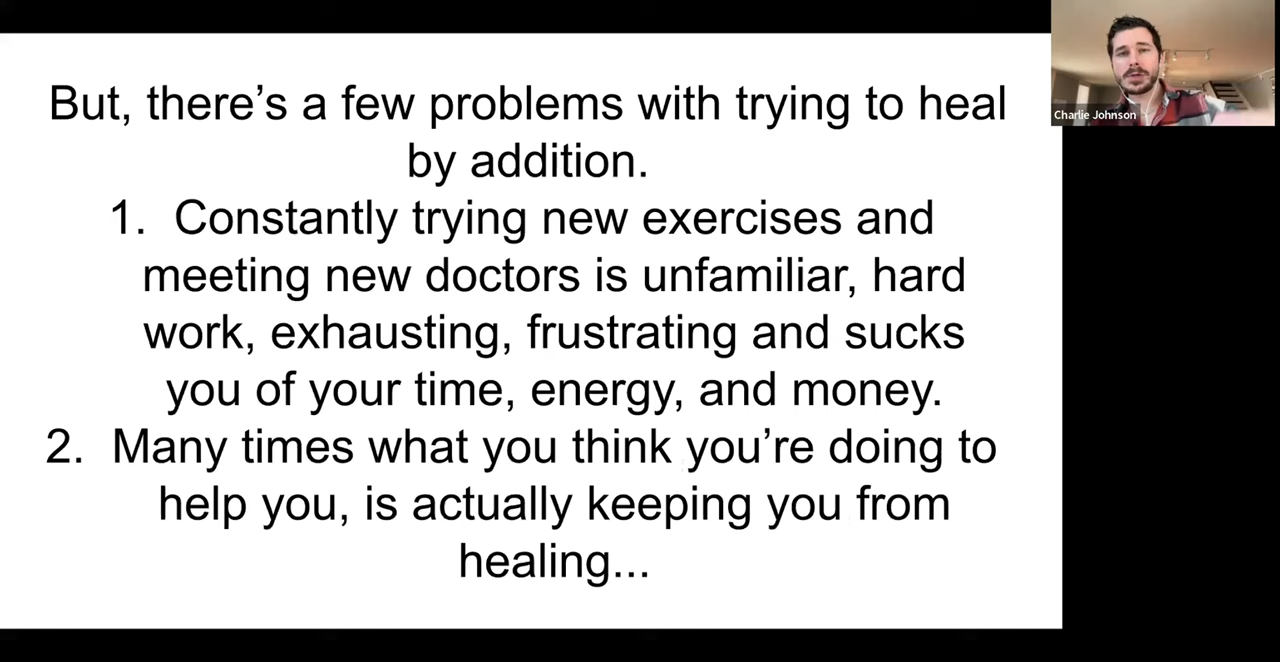 But, there’s a few problems with trying to heal
by addition.
1. Constantly trying new exercises and
meeting new doctors is unfamiliar, hard
work, exhausting, frustrating and sucks
you of your time, energy, and money.
2. Many times what you think you’re doing to
help you, is actually keeping you from
healing...
Charlie Johnson